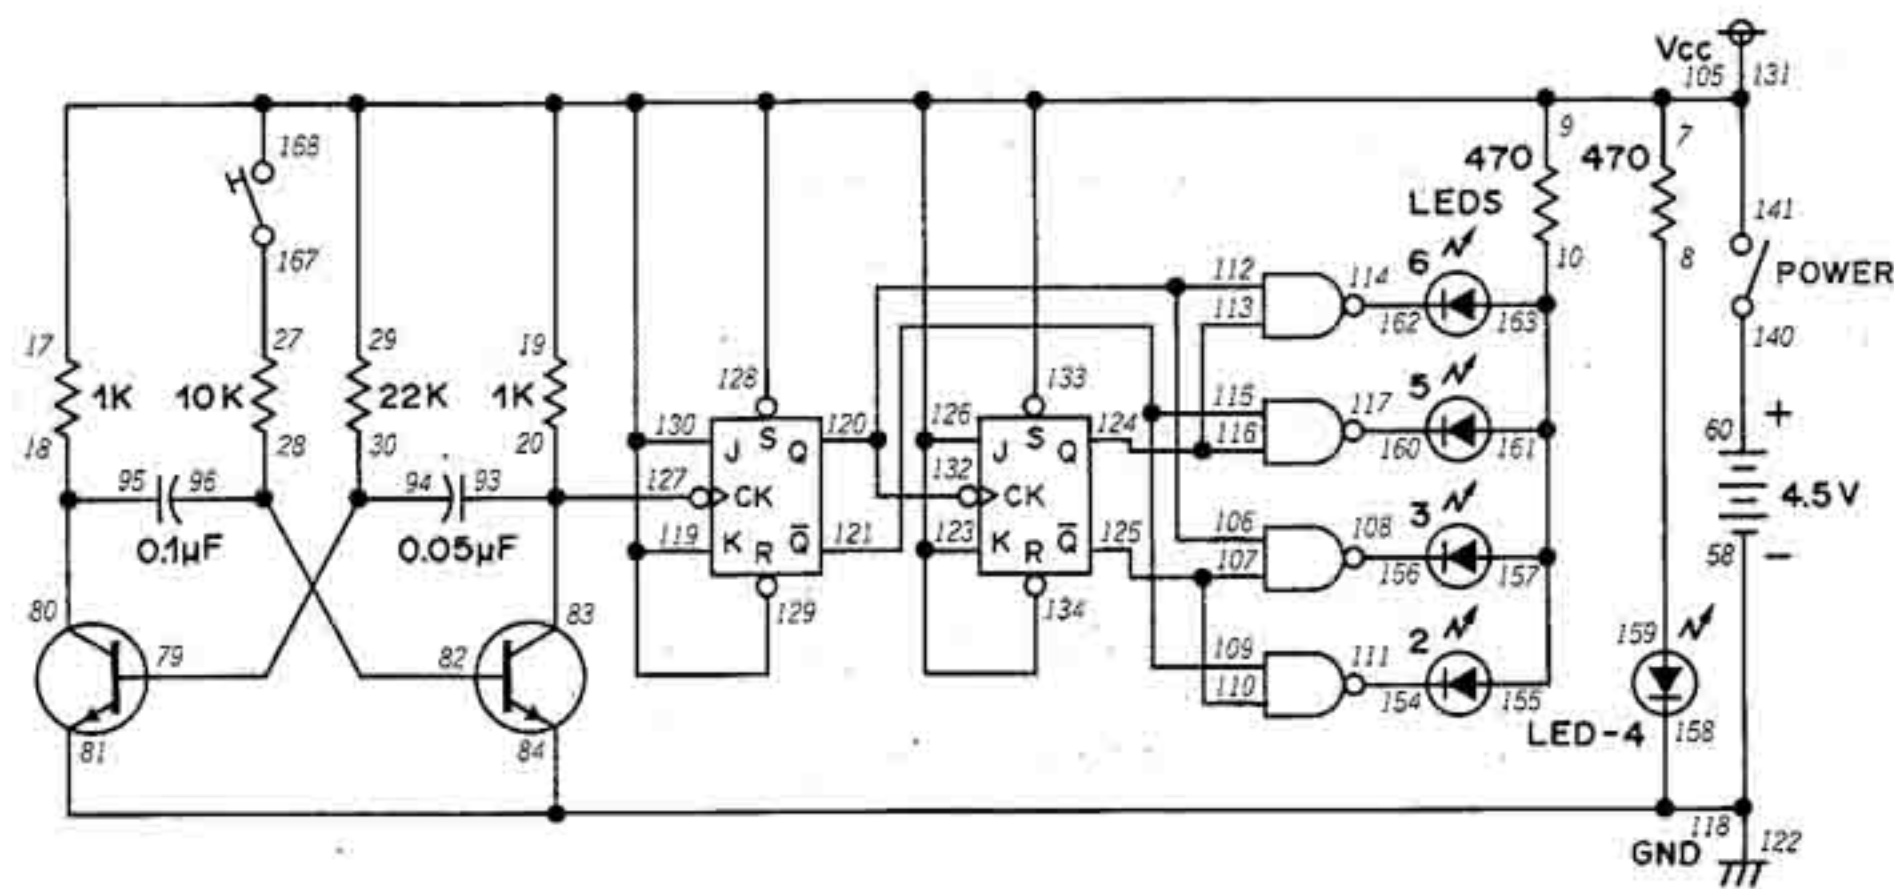 Vcc
105 131
168
167
9 7
470 470
LEDS
141
POWER
140
17 27 29 19
1K 10K 22K 1K
18 28 30 20
95 96 94 93
0.1µF 0.05µF
80 79 82 83
81 84
128 133
130 J S Q 120
127 CK
119 K R Q̅ 121
129
126 J S Q 124
132 CK
123 K R Q̅ 125
134
112 114 6 10 8
113 162 163
115 117 5
116 160 161
106 108 3
107 156 157
109 111 2
110 154 155
60 +
4.5V
58 −
159
LED-4 158
118 122
GND